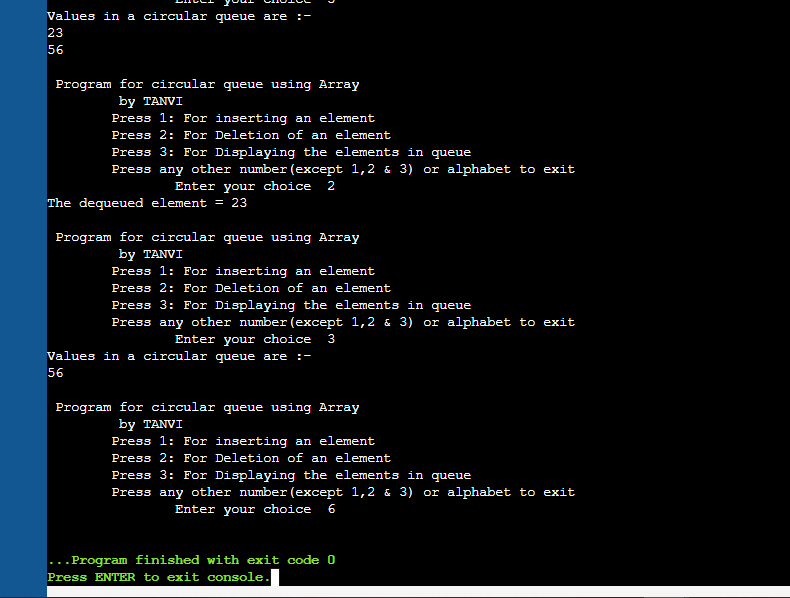 Enter your choice 3
Values in a circular queue are :-
23
56
Program for circular queue using Array
by TANVI
Press 1: For inserting an element
Press 2: For Deletion of an element
Press 3: For Displaying the elements in queue
Press any other number(except 1,2 & 3) or alphabet to exit
Enter your choice 2
The dequeued element = 23
Program for circular queue using Array
by TANVI
Press 1: For inserting an element
Press 2: For Deletion of an element
Press 3: For Displaying the elements in queue
Press any other number(except 1,2 & 3) or alphabet to exit
Enter your choice 3
Values in a circular queue are :-
56
Program for circular queue using Array
by TANVI
Press 1: For inserting an element
Press 2: For Deletion of an element
Press 3: For Displaying the elements in queue
Press any other number(except 1,2 & 3) or alphabet to exit
Enter your choice 6
...Program finished with exit code 0
Press ENTER to exit console.